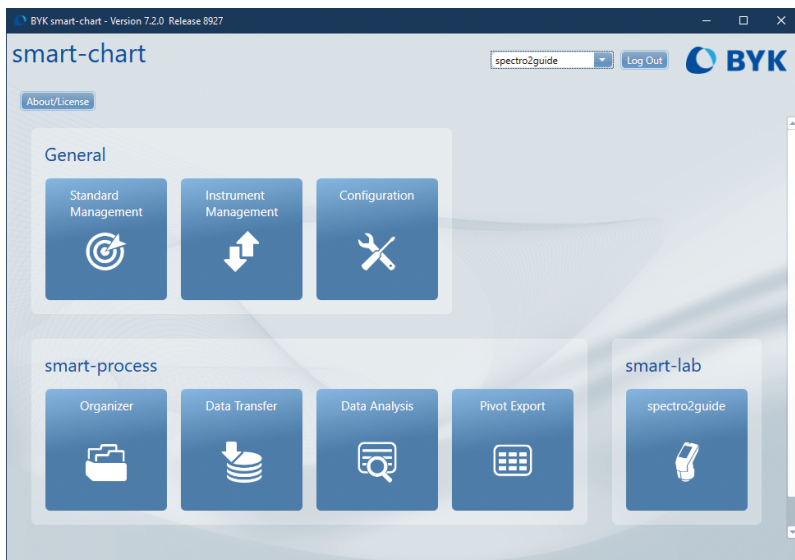 BYK smart-chart - Version 7.2.0 Release 8927
smart-chart
spectro2guide
Log Out
BYK
About/License
General
Standard
Management
Instrument
Management
Configuration
smart-process
Organizer
Data Transfer
Data Analysis
Pivot Export
smart-lab
spectro2guide